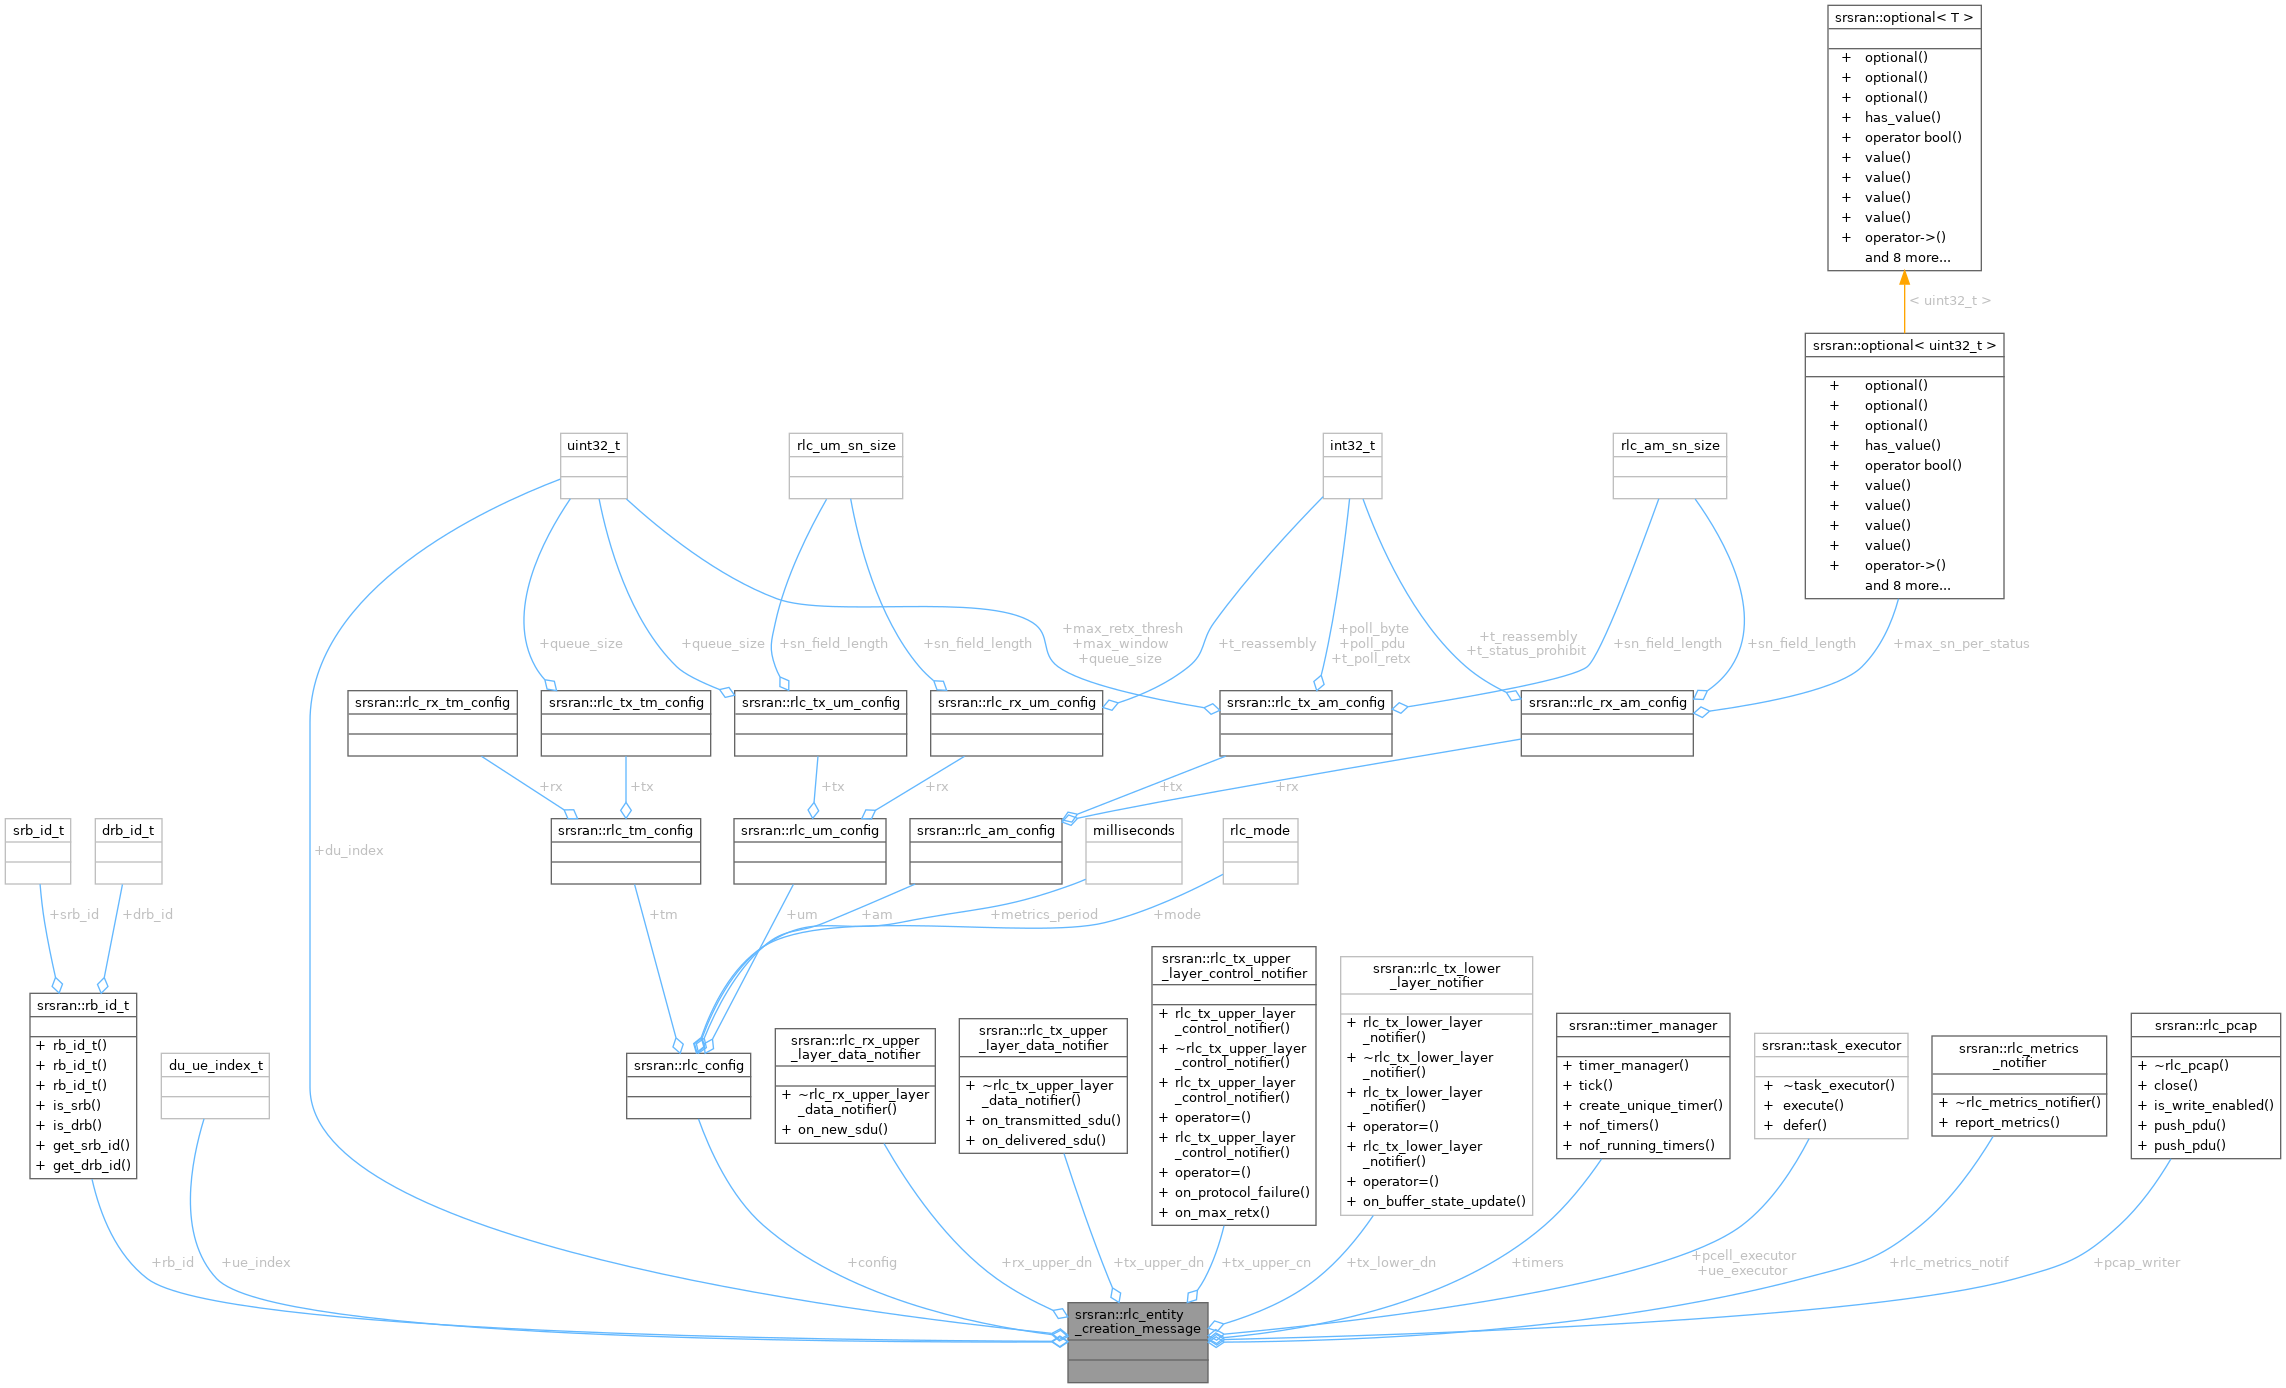 srsran::optional< T >
+ optional()
+ optional()
+ optional()
+ has_value()
+ operator bool()
+ value()
+ value()
+ value()
+ value()
+ operator->()
and 8 more...
< uint32_t >
srsran::optional< uint32_t >
+ optional()
+ optional()
+ optional()
+ has_value()
+ operator bool()
+ value()
+ value()
+ value()
+ value()
+ operator->()
and 8 more...
uint32_t
rlc_um_sn_size
int32_t
rlc_am_sn_size
+queue_size
+queue_size
+sn_field_length
+sn_field_length
+max_retx_thresh
+max_window
+queue_size
+t_reassembly
+poll_byte
+poll_pdu
+t_poll_retx
+t_reassembly
+t_status_prohibit
+sn_field_length
+sn_field_length
+max_sn_per_status
srsran::rlc_rx_tm_config
srsran::rlc_tx_tm_config
srsran::rlc_tx_um_config
srsran::rlc_rx_um_config
srsran::rlc_tx_am_config
srsran::rlc_rx_am_config
+rx
+tx
+tx
+rx
+tx
+rx
srb_id_t
drb_id_t
+du_index
srsran::rlc_tm_config
srsran::rlc_um_config
srsran::rlc_am_config
milliseconds
rlc_mode
+srb_id
+drb_id
+tm
+um
+am
+metrics_period
+mode
srsran::rb_id_t
+ rb_id_t()
+ rb_id_t()
+ rb_id_t()
+ is_srb()
+ is_drb()
+ get_srb_id()
+ get_drb_id()
du_ue_index_t
srsran::rlc_config
srsran::rlc_rx_upper
_layer_data_notifier
+ ~rlc_rx_upper_layer
_data_notifier()
+ on_new_sdu()
srsran::rlc_tx_upper
_layer_data_notifier
+ ~rlc_tx_upper_layer
_data_notifier()
+ on_transmitted_sdu()
+ on_delivered_sdu()
srsran::rlc_tx_upper
_layer_control_notifier
+ rlc_tx_upper_layer
_control_notifier()
+ ~rlc_tx_upper_layer
_control_notifier()
+ rlc_tx_upper_layer
_control_notifier()
+ operator=()
+ rlc_tx_upper_layer
_control_notifier()
+ operator=()
+ on_protocol_failure()
+ on_max_retx()
srsran::rlc_tx_lower
_layer_notifier
+ rlc_tx_lower_layer
_notifier()
+ ~rlc_tx_lower_layer
_notifier()
+ rlc_tx_lower_layer
_notifier()
+ operator=()
+ rlc_tx_lower_layer
_notifier()
+ operator=()
+ on_buffer_state_update()
srsran::timer_manager
+ timer_manager()
+ tick()
+ create_unique_timer()
+ nof_timers()
+ nof_running_timers()
srsran::task_executor
+ ~task_executor()
+ execute()
+ defer()
srsran::rlc_metrics
_notifier
+ ~rlc_metrics_notifier()
+ report_metrics()
srsran::rlc_pcap
+ ~rlc_pcap()
+ close()
+ is_write_enabled()
+ push_pdu()
+ push_pdu()
+rb_id
+ue_index
+config
+rx_upper_dn
+tx_upper_dn
+tx_upper_cn
+tx_lower_dn
+timers
+pcell_executor
+ue_executor
+rlc_metrics_notif
+pcap_writer
srsran::rlc_entity
_creation_message